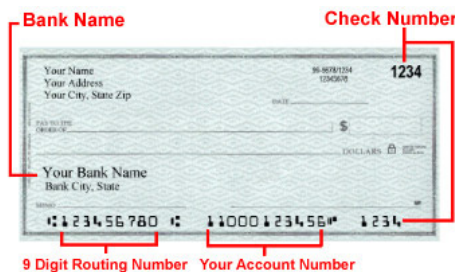 Bank Name
Check Number
Your Name
Your Address
Your City, State Zip
1234
DATE
PAY TO THE
ORDER OF
$
DOLLARS
Your Bank Name
Bank City, State
MEMO
⑆123456780⑆ 11000123456⑈ 1234
9 Digit Routing Number
Your Account Number